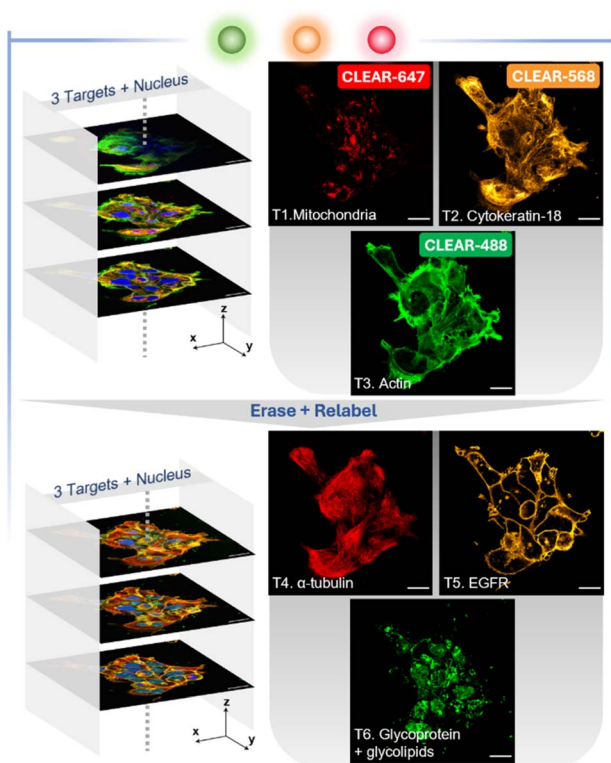 3 Targets + Nucleus
z
x
y
CLEAR-647
T1.Mitochondria
CLEAR-568
T2. Cytokeratin-18
CLEAR-488
T3. Actin
Erase + Relabel
3 Targets + Nucleus
z
x
y
T4. α-tubulin
T5. EGFR
T6. Glycoprotein
+ glycolipids